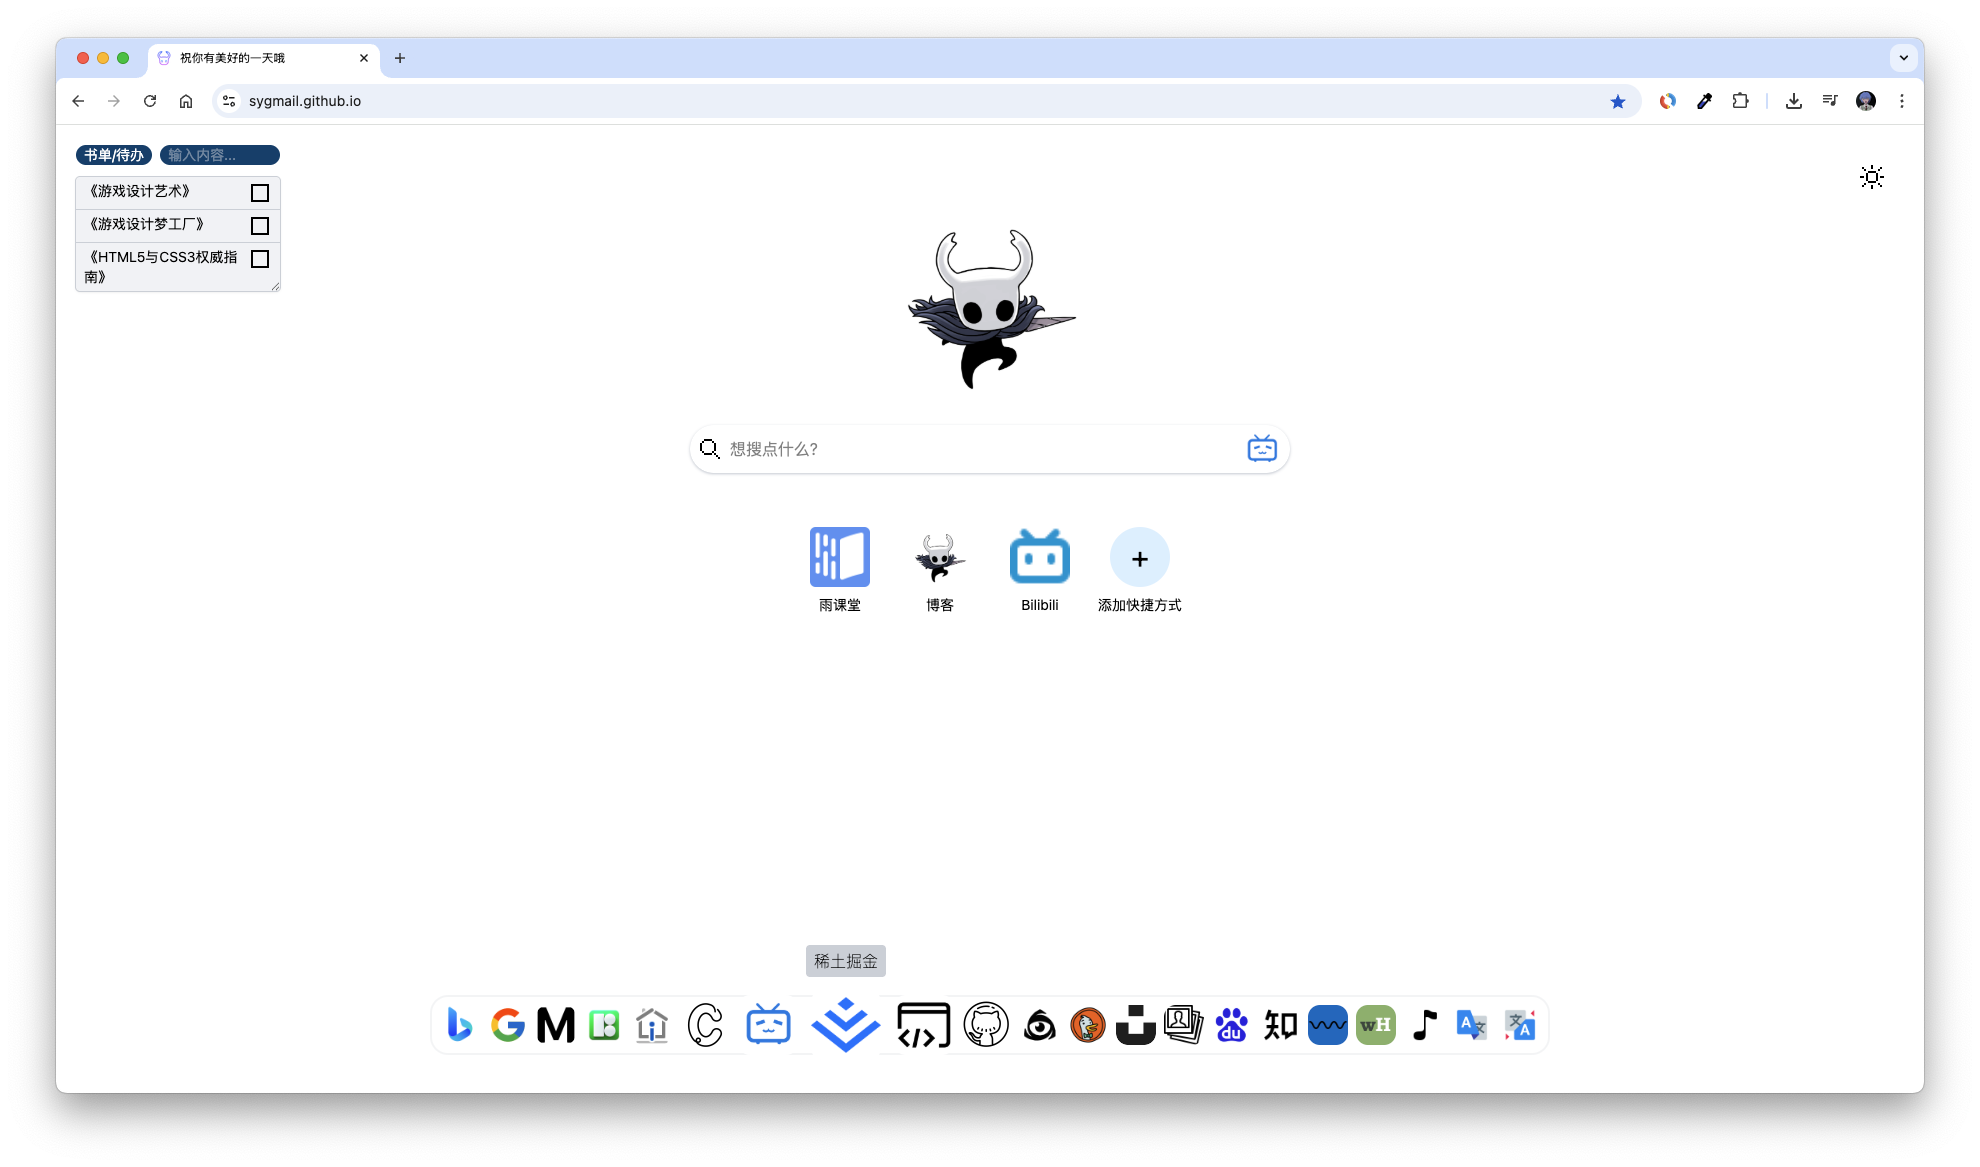 祝你有美好的一天哦
sygmail.github.io
书单/待办
输入内容...
《游戏设计艺术》
《游戏设计梦工厂》
《HTML5与CSS3权威指
南》
想搜点什么?
雨课堂
博客
Bilibili
添加快捷方式
稀土掘金
M
du
知
wH
A
文
文
A